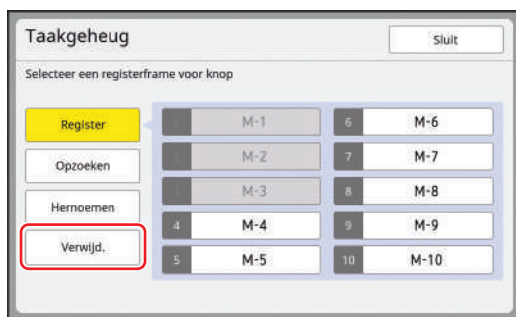 Taakgeheug
Sluit
Selecteer een registerframe voor knop
Register
Opzoeken
Hernoemen
Verwijd.
M-1
M-2
M-3
4 M-4
5 M-5
6 M-6
7 M-7
8 M-8
9 M-9
10 M-10